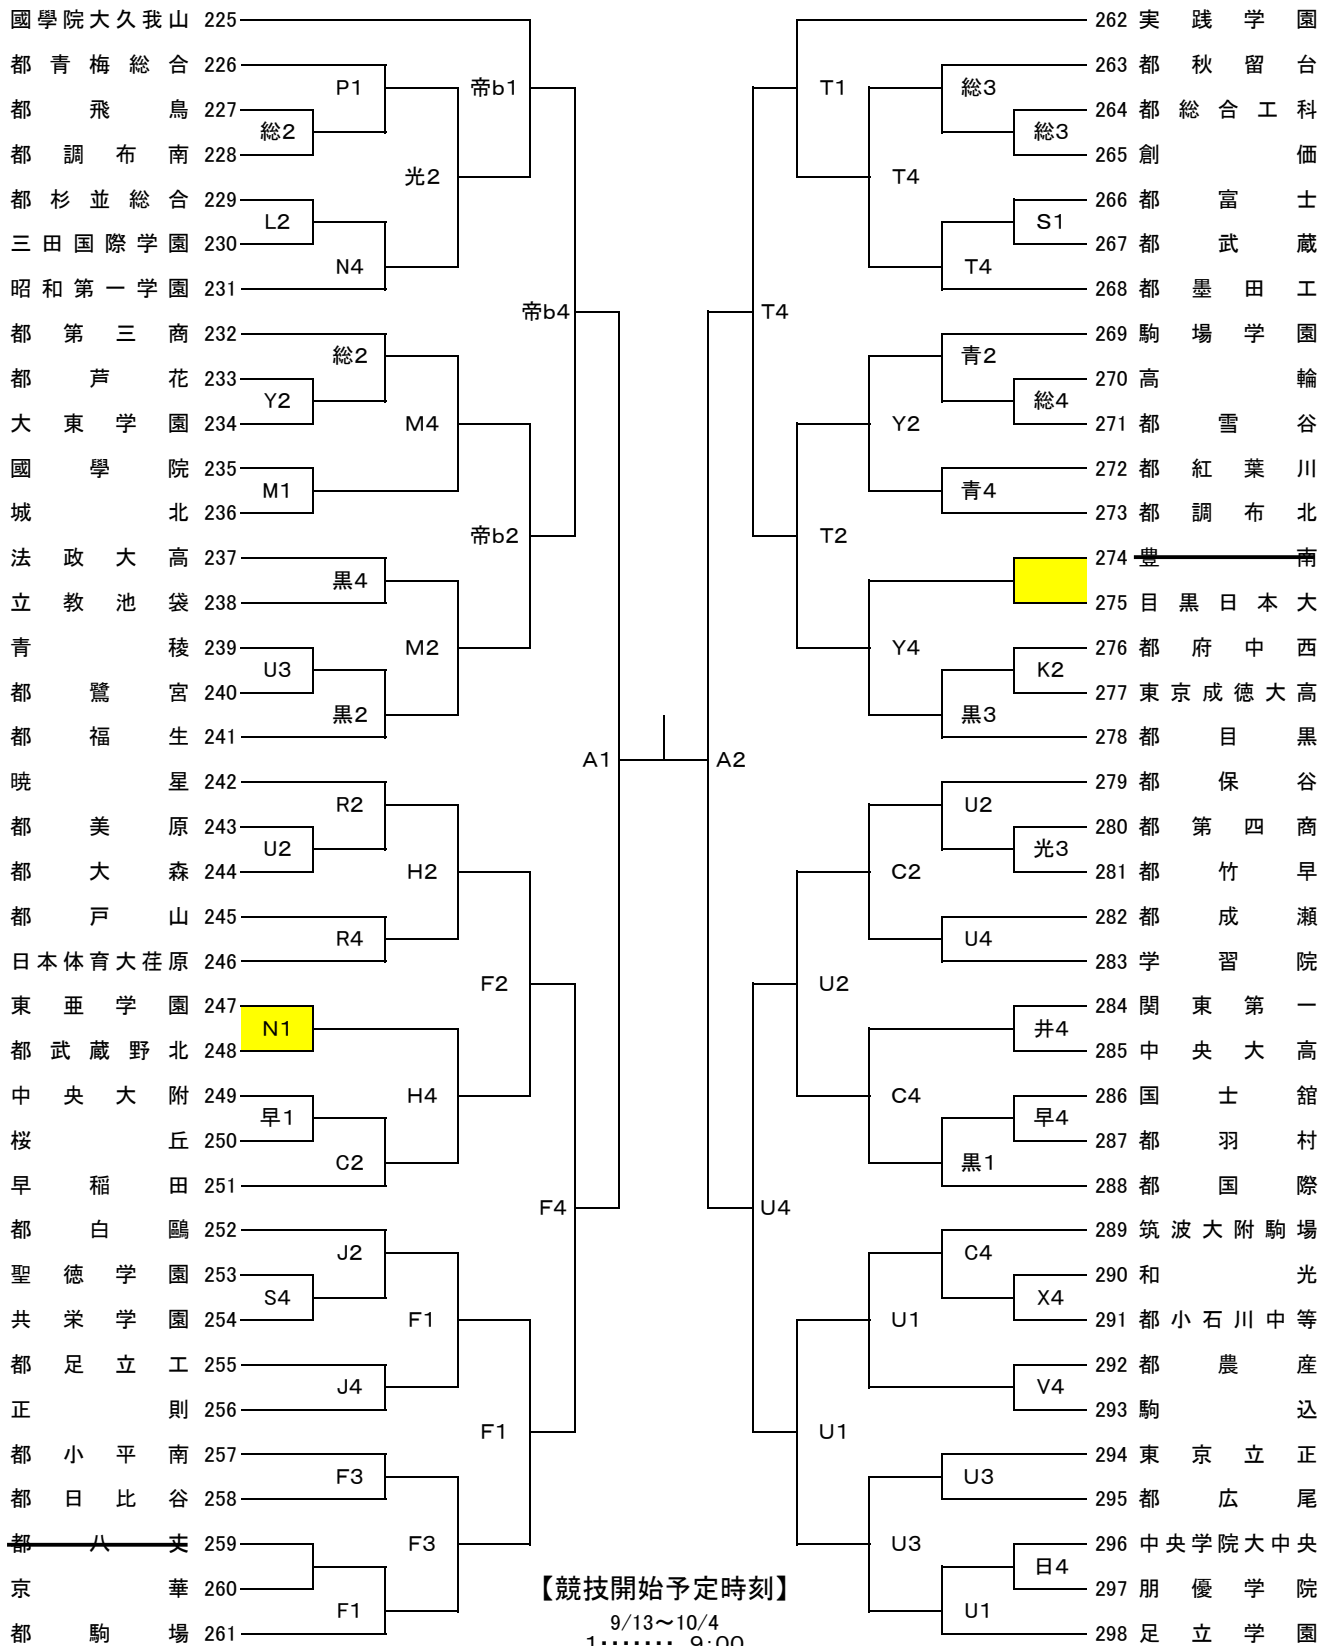 國學院大久我山 225
都青梅総合 226
P1
帝b1
都飛鳥 227
総2
都調布南 228
光2
都杉並総合 229
L2
三田国際学園 230
N4
昭和第一学園 231
帝b4
都第三商 232
総2
都芦花 233
Y2
大東学園 234
M4
國學院 235
M1
城北 236
帝b2
法政大高 237
黒4
立教池袋 238
青稜 239
M2
U3
都鷺宮 240
黒2
都福生 241
A1
暁星 242
R2
都美原 243
U2
都大森 244
H2
都戸山 245
R4
日本体育大荏原 246
F2
東亜学園 247
N1
都武蔵野北 248
中央大附 249
H4
早1
桜丘 250
C2
早稲田 251
F4
都白鷗 252
J2
聖徳学園 253
S4
共栄学園 254
F1
都足立工 255
J4
正則 256
F1
都小平南 257
F3
都日比谷 258
都八丈 259
F3
京華 260
F1
都駒場 261
262 実践学園
263 都秋留台
T1
総3
264 都総合工科
総3
265 創価
T4
266 都富士
S1
267 都武蔵
T4
268 都墨田工
T4
269 駒場学園
青2
270 高輪
総4
271 都雪谷
Y2
272 都紅葉川
青4
273 都調布北
T2
274 豊南
275 目黒日本大
276 都府中西
Y4
K2
277 東京成徳大高
黒3
278 都目黒
A2
279 都保谷
U2
280 都第四商
光3
281 都竹早
C2
282 都成瀬
U4
283 学習院
U2
284 関東第一
井4
285 中央大高
286 国士舘
C4
早4
287 都羽村
黒1
288 都国際
U4
289 筑波大附駒場
C4
290 和光
X4
291 都小石川中等
U1
292 都農産
V4
293 駒込
U1
294 東京立正
U3
295 都広尾
296 中央学院大中央
U3
日4
297 朋優学院
U1
298 足立学園
【競技開始予定時刻】
9/13～10/4
1‥‥‥‥ 9:00